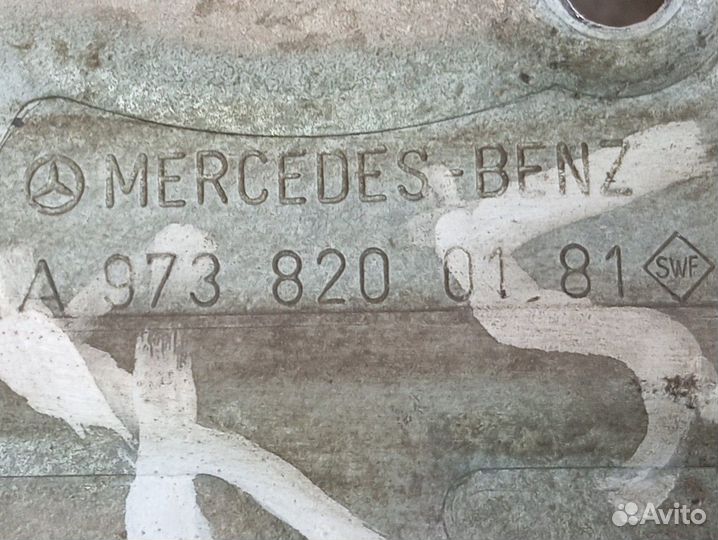 MERCEDES-BENZ
A 973 820 01 81 SWF
Avito